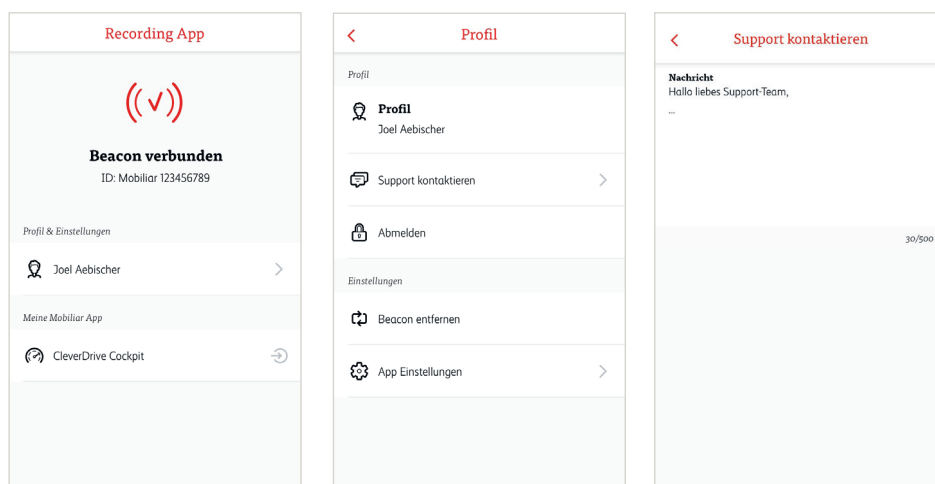 Recording App
Beacon verbunden
ID: Mobiliar 123456789
Profil & Einstellungen
Joel Aebischer
Meine Mobiliar App
CleverDrive Cockpit
Profil
Profil
Profil
Joel Aebischer
Support kontaktieren
Abmelden
Einstellungen
Beacon entfernen
App Einstellungen
Support kontaktieren
Nachricht
Hallo liebes Support-Team,
...
30/500